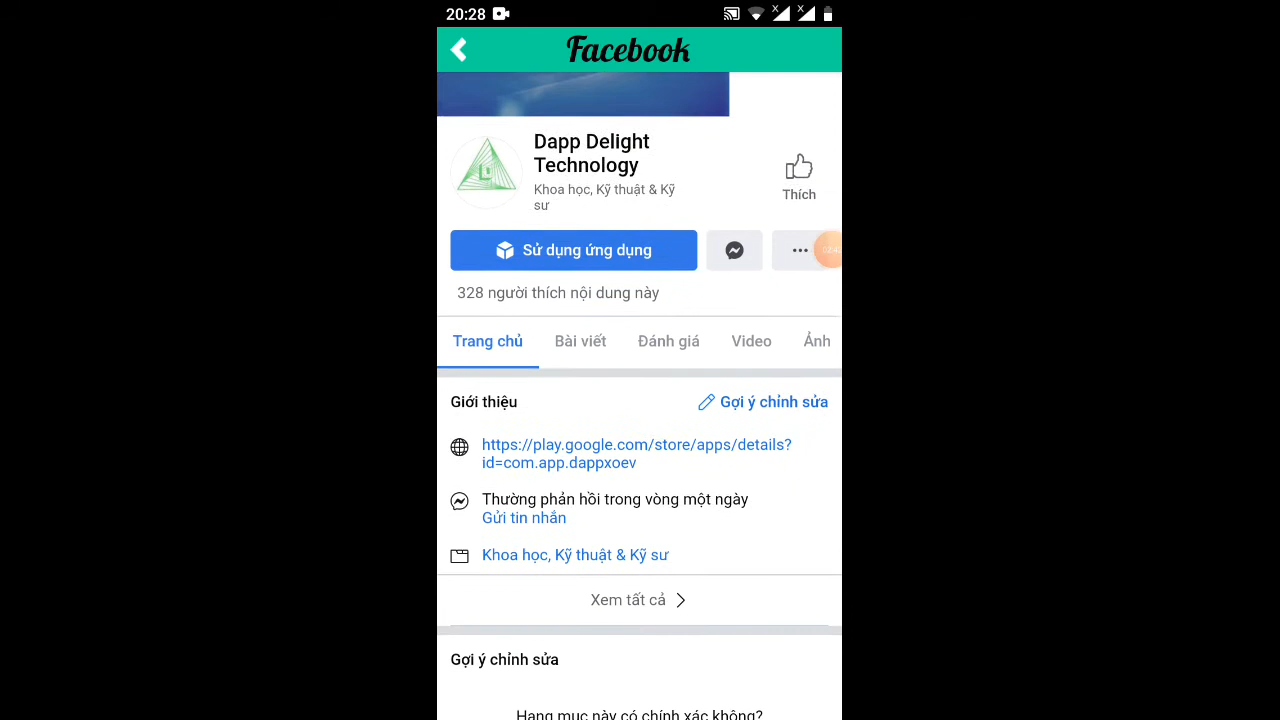 20:28
Facebook
Dapp Delight
Technology
Khoa học, Kỹ thuật & Kỹ
sư
Thích
Sử dụng ứng dụng
328 người thích nội dung này
Trang chủ
Bài viết
Đánh giá
Video
Ảnh
Giới thiệu
Gợi ý chỉnh sửa
https://play.google.com/store/apps/details?
id=com.app.dappxoev
Thường phản hồi trong vòng một ngày
Gửi tin nhắn
Khoa học, Kỹ thuật & Kỹ sư
Xem tất cả
Gợi ý chỉnh sửa
Hạng mục này có chính xác không?